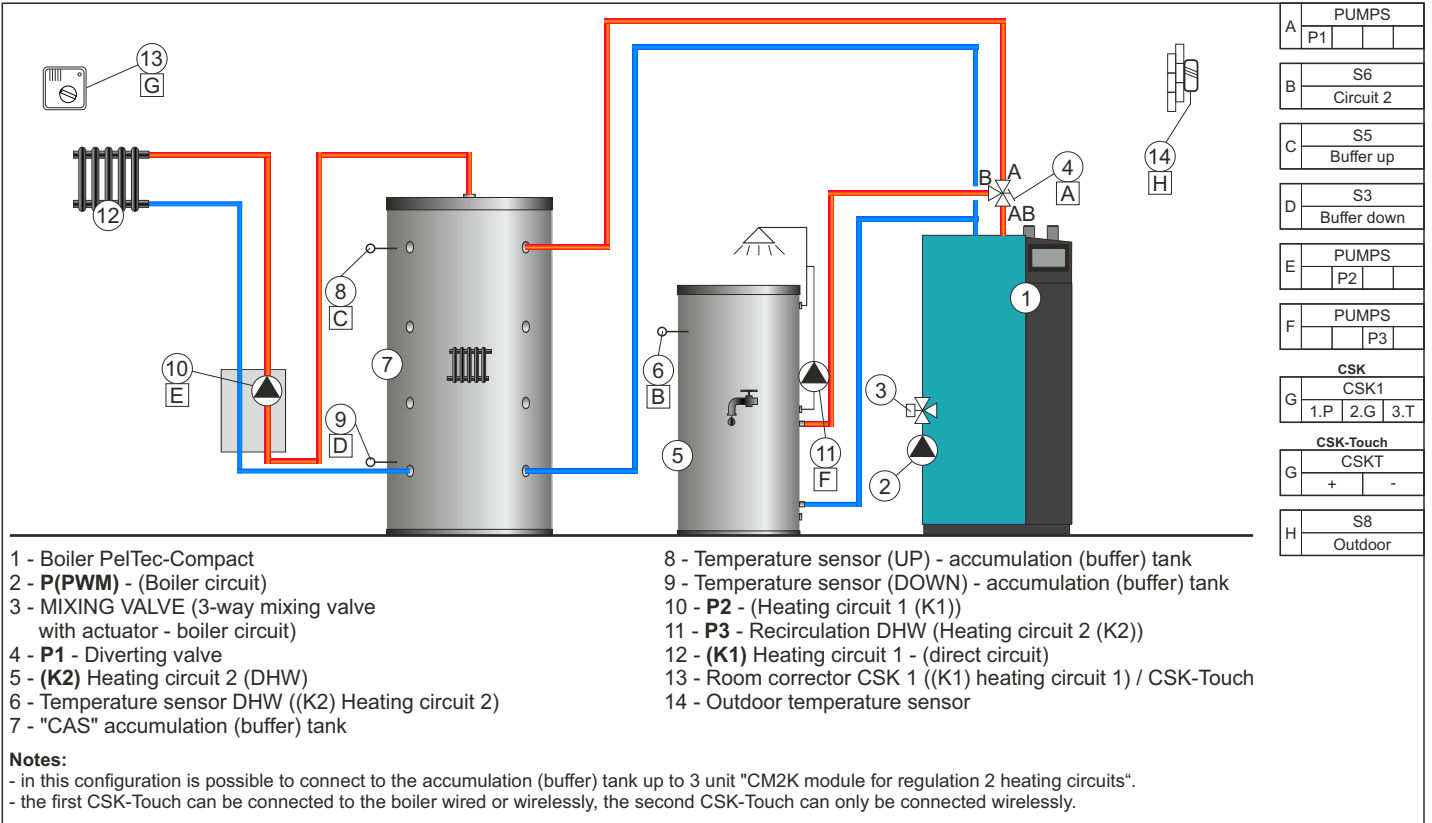 13
G
12
10
E
8
C
7
9
D
6
B
5
11
F
B
A
AB
4
A
1
3
2
14
H
A
PUMPS
P1
B
S6
Circuit 2
C
S5
Buffer up
D
S3
Buffer down
E
PUMPS
P2
F
PUMPS
P3
CSK
G
CSK1
1.P 2.G 3.T
CSK-Touch
G
CSKT
+ -
H
S8
Outdoor
1 - Boiler PelTec-Compact
2 - P(PWM) - (Boiler circuit)
3 - MIXING VALVE (3-way mixing valve
with actuator - boiler circuit)
4 - P1 - Diverting valve
5 - (K2) Heating circuit 2 (DHW)
6 - Temperature sensor DHW ((K2) Heating circuit 2)
7 - "CAS" accumulation (buffer) tank
8 - Temperature sensor (UP) - accumulation (buffer) tank
9 - Temperature sensor (DOWN) - accumulation (buffer) tank
10 - P2 - (Heating circuit 1 (K1))
11 - P3 - Recirculation DHW (Heating circuit 2 (K2))
12 - (K1) Heating circuit 1 - (direct circuit)
13 - Room corrector CSK 1 ((K1) heating circuit 1) / CSK-Touch
14 - Outdoor temperature sensor
Notes:
- in this configuration is possible to connect to the accumulation (buffer) tank up to 3 unit "CM2K module for regulation 2 heating circuits“.
- the first CSK-Touch can be connected to the boiler wired or wirelessly, the second CSK-Touch can only be connected wirelessly.